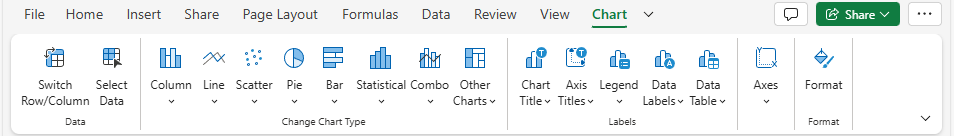 File Home Insert Share Page Layout Formulas Data Review View Chart Share
Switch Row/Column
Select Data
Column
Line
Scatter
Pie
Bar
Statistical
Combo
Other Charts
Chart Title
Axis Titles
Legend
Data Labels
Data Table
Axes
Format
Data
Change Chart Type
Labels
Format